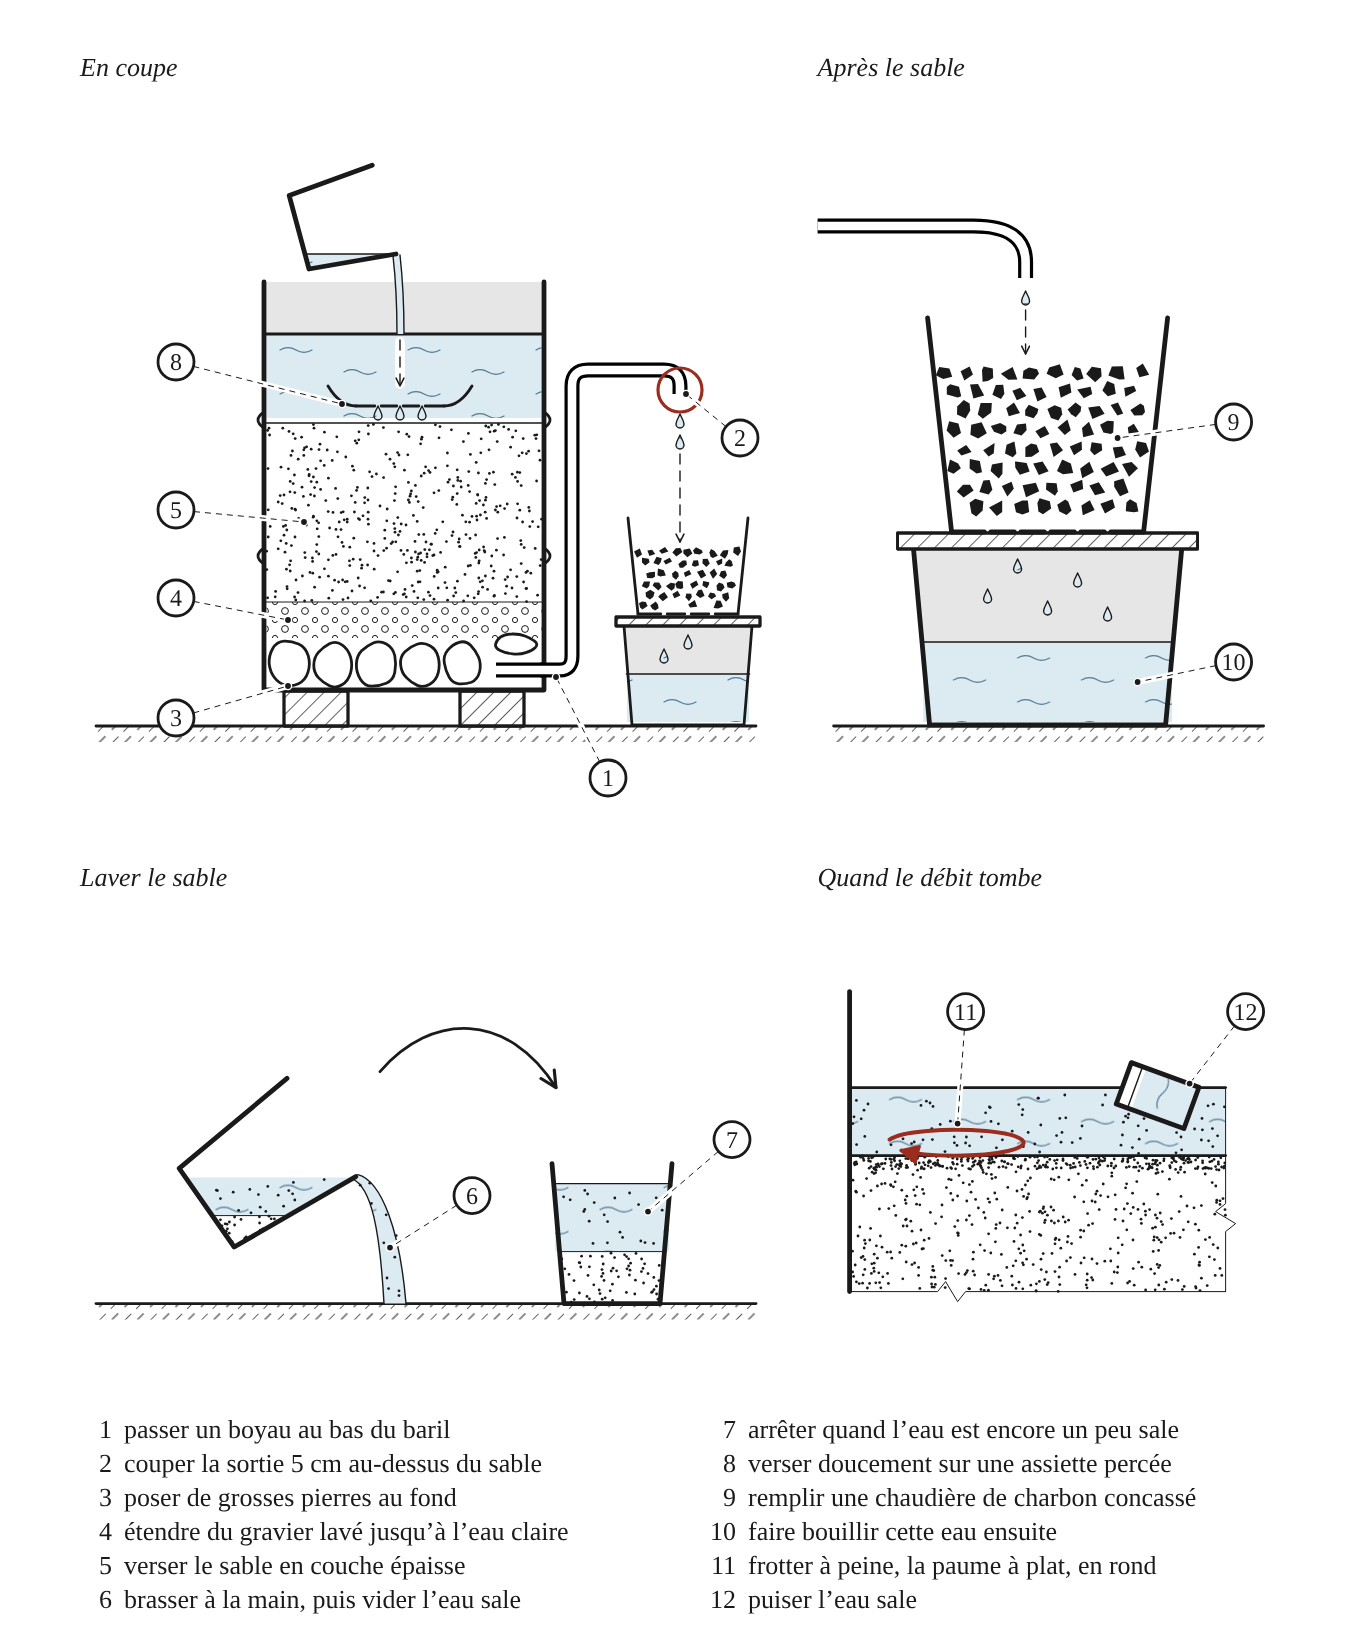 En coupe
Après le sable
8
2
9
5
4
10
3
1
Laver le sable
Quand le débit tombe
11
12
7
6
1 passer un boyau au bas du baril
2 couper la sortie 5 cm au-dessus du sable
3 poser de grosses pierres au fond
4 étendre du gravier lavé jusqu’à l’eau claire
5 verser le sable en couche épaisse
6 brasser à la main, puis vider l’eau sale
7 arrêter quand l’eau est encore un peu sale
8 verser doucement sur une assiette percée
9 remplir une chaudière de charbon concassé
10 faire bouillir cette eau ensuite
11 frotter à peine, la paume à plat, en rond
12 puiser l’eau sale